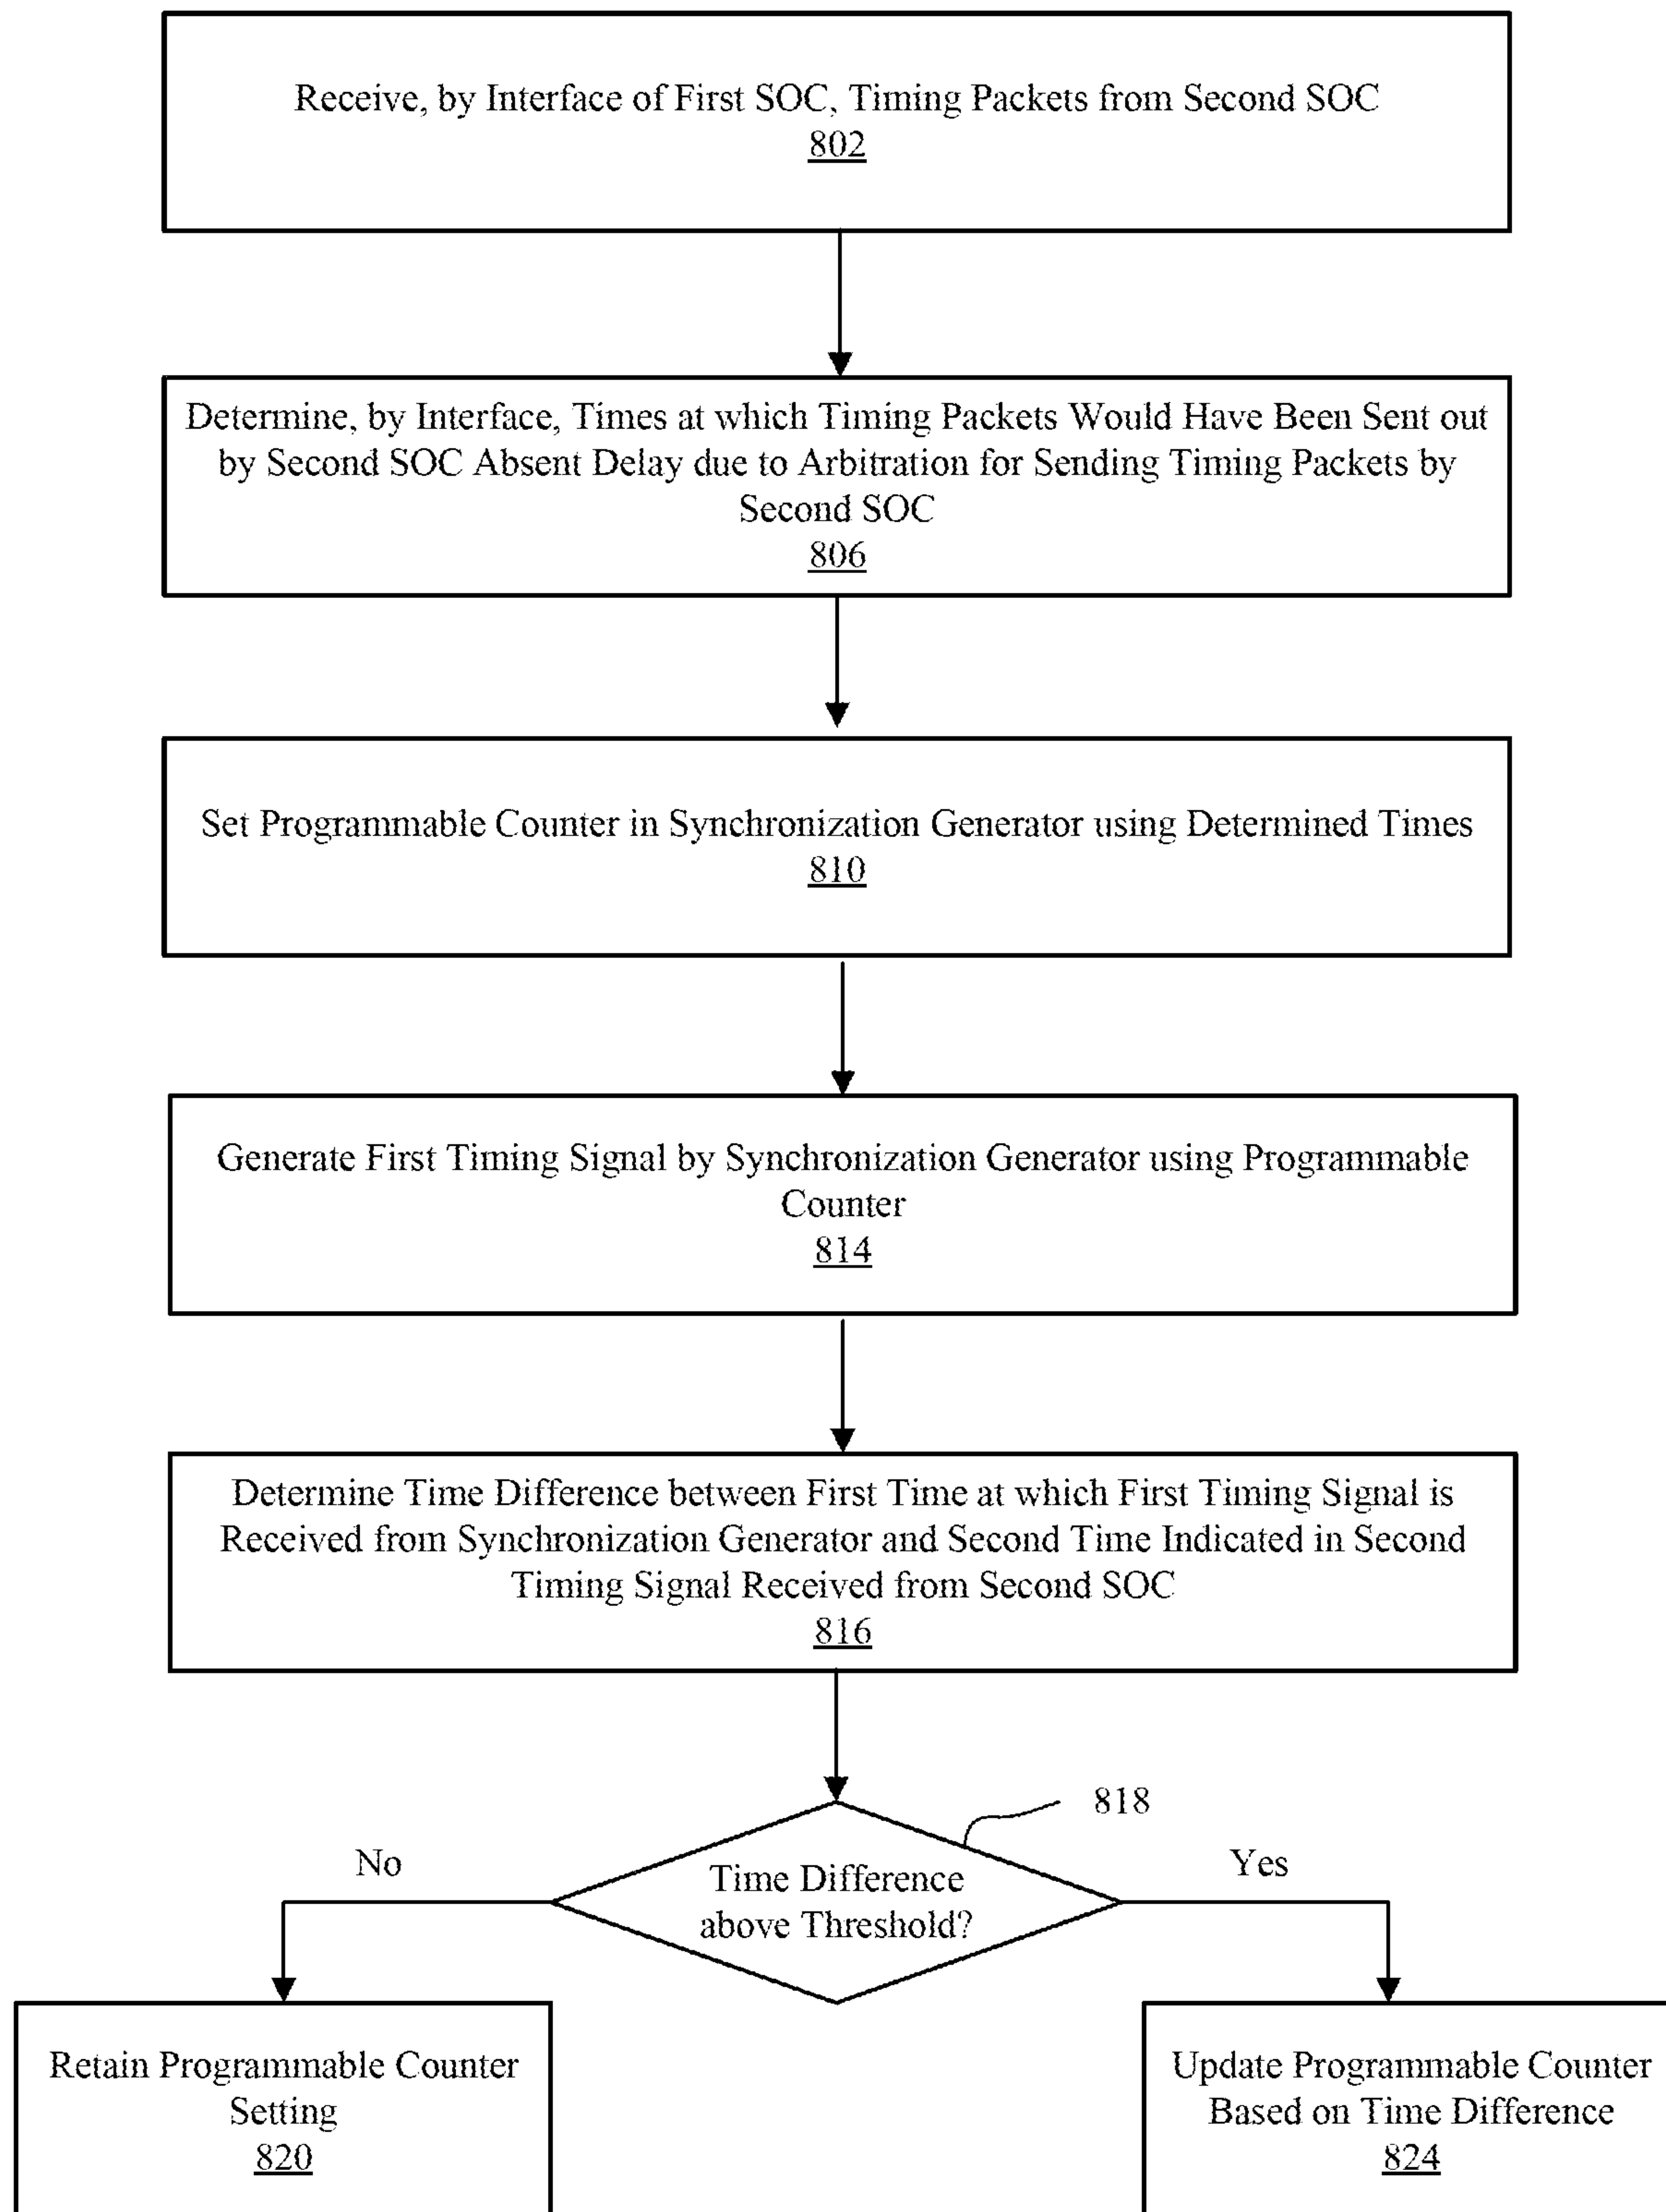 Receive, by Interface of First SOC, Timing Packets from Second SOC
802
Determine, by Interface, Times at which Timing Packets Would Have Been Sent out
by Second SOC Absent Delay due to Arbitration for Sending Timing Packets by
Second SOC
806
Set Programmable Counter in Synchronization Generator using Determined Times
810
Generate First Timing Signal by Synchronization Generator using Programmable
Counter
814
Determine Time Difference between First Time at which First Timing Signal is
Received from Synchronization Generator and Second Time Indicated in Second
Timing Signal Received from Second SOC
816
818
No
Time Difference
above Threshold?
Yes
Retain Programmable Counter
Setting
820
Update Programmable Counter
Based on Time Difference
824